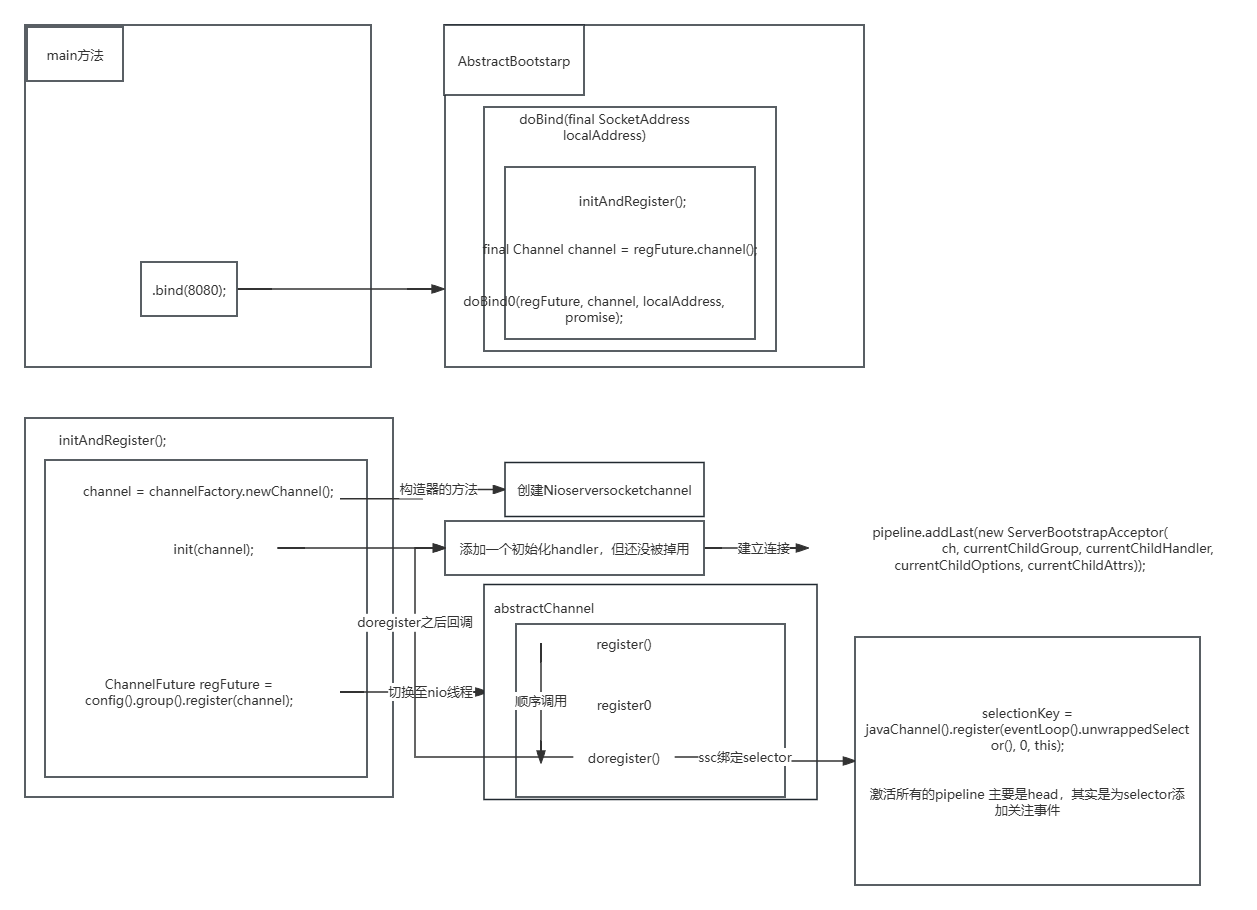 main方法
.bind(8080);
AbstractBootstarp
doBind(final SocketAddress
localAddress)
initAndRegister();
final Channel channel = regFuture.channel();
doBind0(regFuture, channel, localAddress,
promise);
initAndRegister();
channel = channelFactory.newChannel();
构造器的方法
创建Nioserversocketchannel
init(channel);
添加一个初始化handler，但还没被掉用
建立连接
pipeline.addLast(new ServerBootstrapAcceptor(
ch, currentChildGroup, currentChildHandler,
currentChildOptions, currentChildAttrs));
doregister之后回调
ChannelFuture regFuture =
config().group().register(channel);
切换至nio线程
abstractChannel
register()
顺序调用
register0
doregister()
ssc绑定selector
selectionKey =
javaChannel().register(eventLoop().unwrappedSelect
or(), 0, this);
激活所有的pipeline 主要是head，其实是为selector添
加关注事件